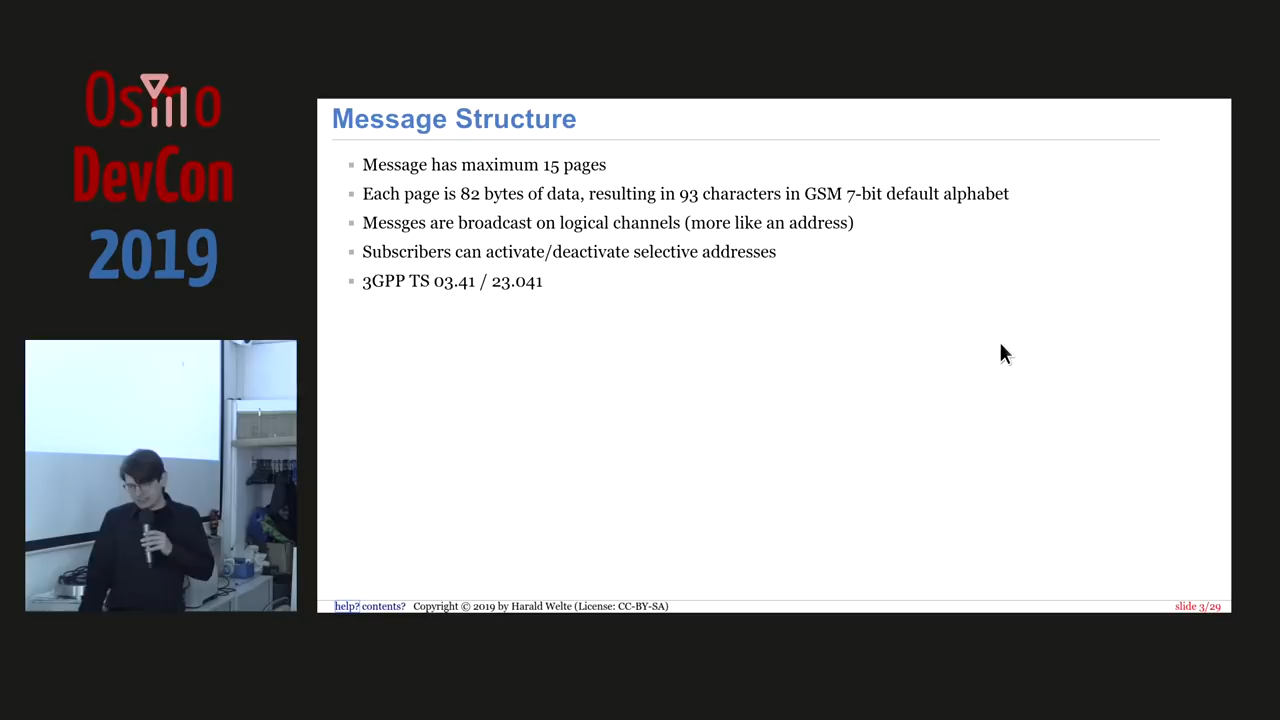 Osmo
DevCon
2019
Message Structure
Message has maximum 15 pages
Each page is 82 bytes of data, resulting in 93 characters in GSM 7-bit default alphabet
Messges are broadcast on logical channels (more like an address)
Subscribers can activate/deactivate selective addresses
3GPP TS 03.41 / 23.041
help? contents? Copyright © 2019 by Harald Welte (License: CC-BY-SA)
slide 3/29